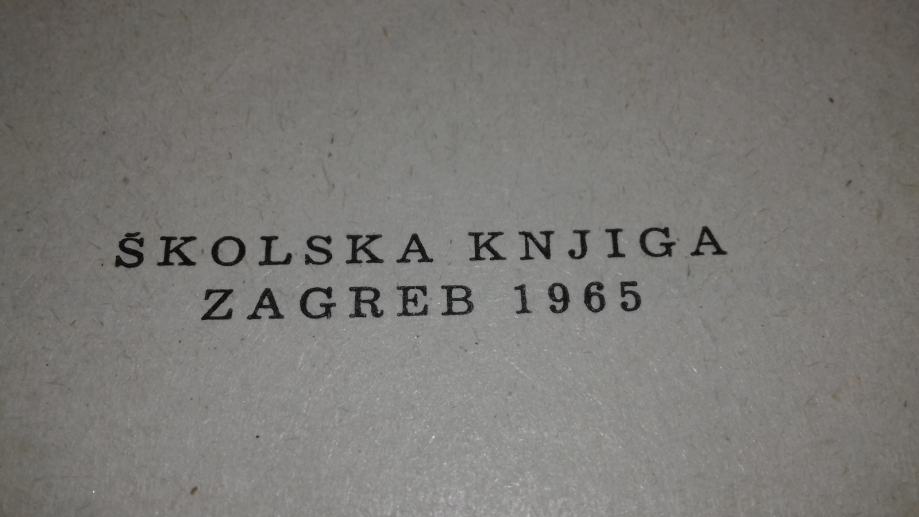 ŠKOLSKA KNJIGA
ZAGREB 1965